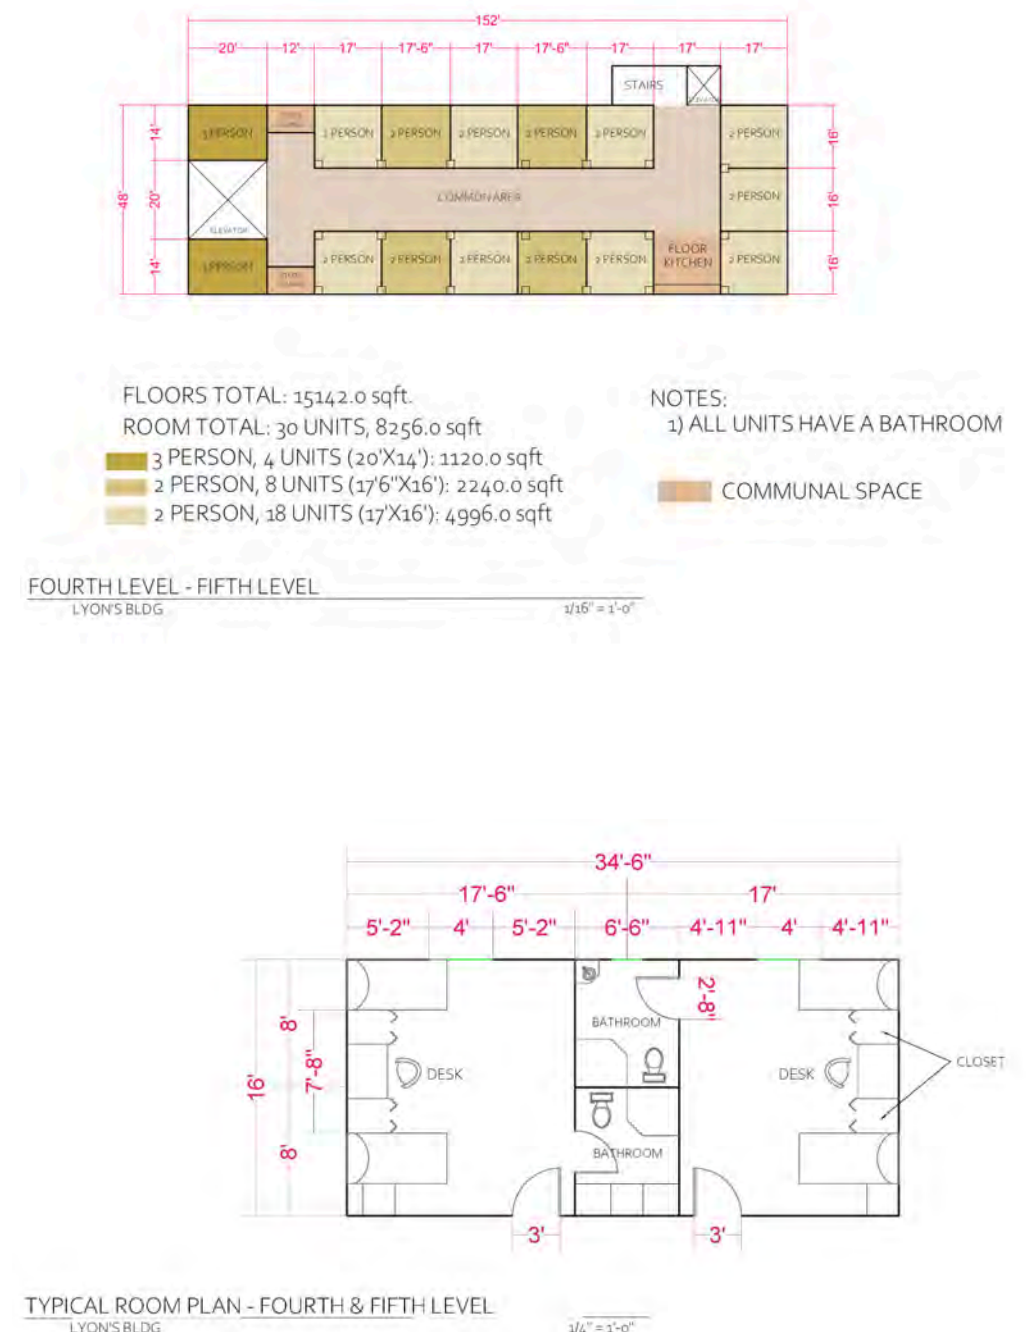 152'
20' 12' 17' 17'-6" 17' 17'-6" 17' 17' 17'
STAIRS
ELEVATOR
14' 3 PERSON 2 PERSON 2 PERSON 2 PERSON 2 PERSON 2 PERSON 2 PERSON 16'
48' 20' ELEVATOR COMMON AREA 2 PERSON 16'
14' 3 PERSON 2 PERSON 2 PERSON 2 PERSON 2 PERSON 2 PERSON FLOOR KITCHEN 2 PERSON 16'
FLOORS TOTAL: 15142.0 sqft.
ROOM TOTAL: 30 UNITS, 8256.0 sqft
3 PERSON, 4 UNITS (20'X14'): 1120.0 sqft
2 PERSON, 8 UNITS (17'6"X16'): 2240.0 sqft
2 PERSON, 18 UNITS (17'X16'): 4996.0 sqft
NOTES:
1) ALL UNITS HAVE A BATHROOM
COMMUNAL SPACE
FOURTH LEVEL - FIFTH LEVEL
LYON'S BLDG 1/16" = 1'-0"
34'-6"
17'-6" 17'
5'-2" 4' 5'-2" 6'-6" 4'-11" 4' 4'-11"
2'-8"
BATHROOM
8'
16' 7'-8" DESK DESK CLOSET
8'
BATHROOM
3' 3'
TYPICAL ROOM PLAN - FOURTH & FIFTH LEVEL
LYON'S BLDG 1/4" = 1'-0"